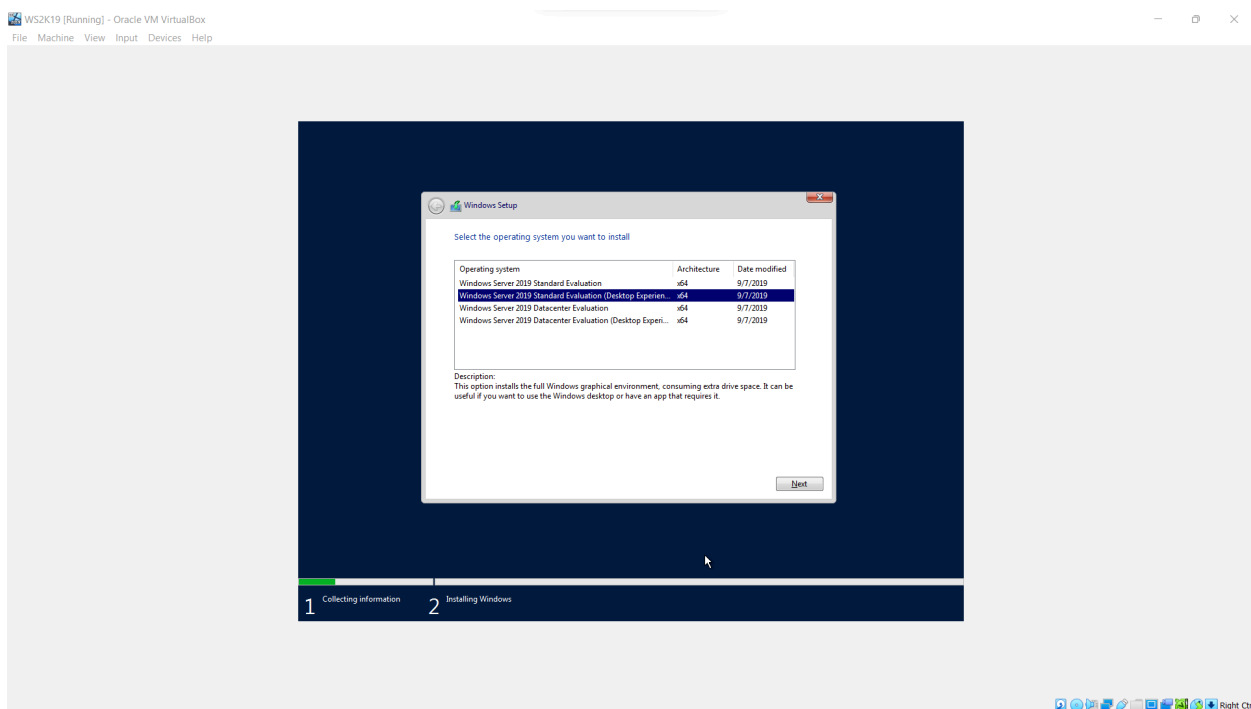 WS2K19 [Running] - Oracle VM VirtualBox
File Machine View Input Devices Help
Windows Setup
Select the operating system you want to install
Operating system Architecture Date modified
Windows Server 2019 Standard Evaluation x64 9/7/2019
Windows Server 2019 Standard Evaluation (Desktop Experien... x64 9/7/2019
Windows Server 2019 Datacenter Evaluation x64 9/7/2019
Windows Server 2019 Datacenter Evaluation (Desktop Experi... x64 9/7/2019
Description:
This option installs the full Windows graphical environment, consuming extra drive space. It can be
useful if you want to use the Windows desktop or have an app that requires it.
Next
1 Collecting information 2 Installing Windows
Right Ctr